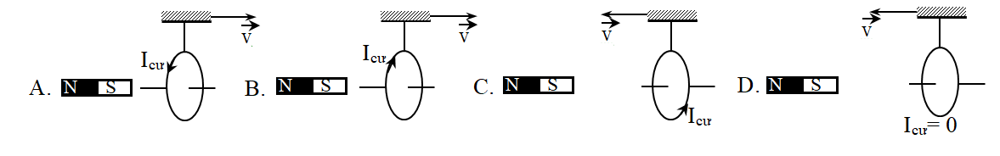 A. N S Icư v
B. N S Icư v
C. N S Icư v
D. N S Icư = 0 v